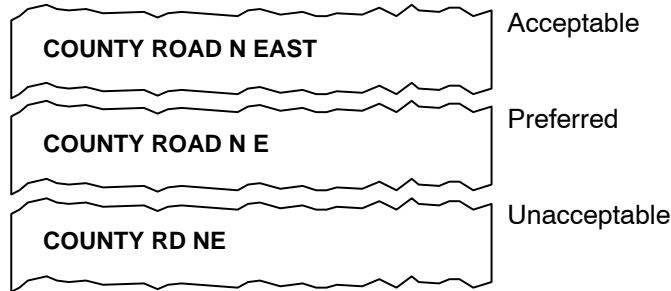 COUNTY ROAD N EAST Acceptable
COUNTY ROAD N E Preferred
COUNTY RD NE Unacceptable